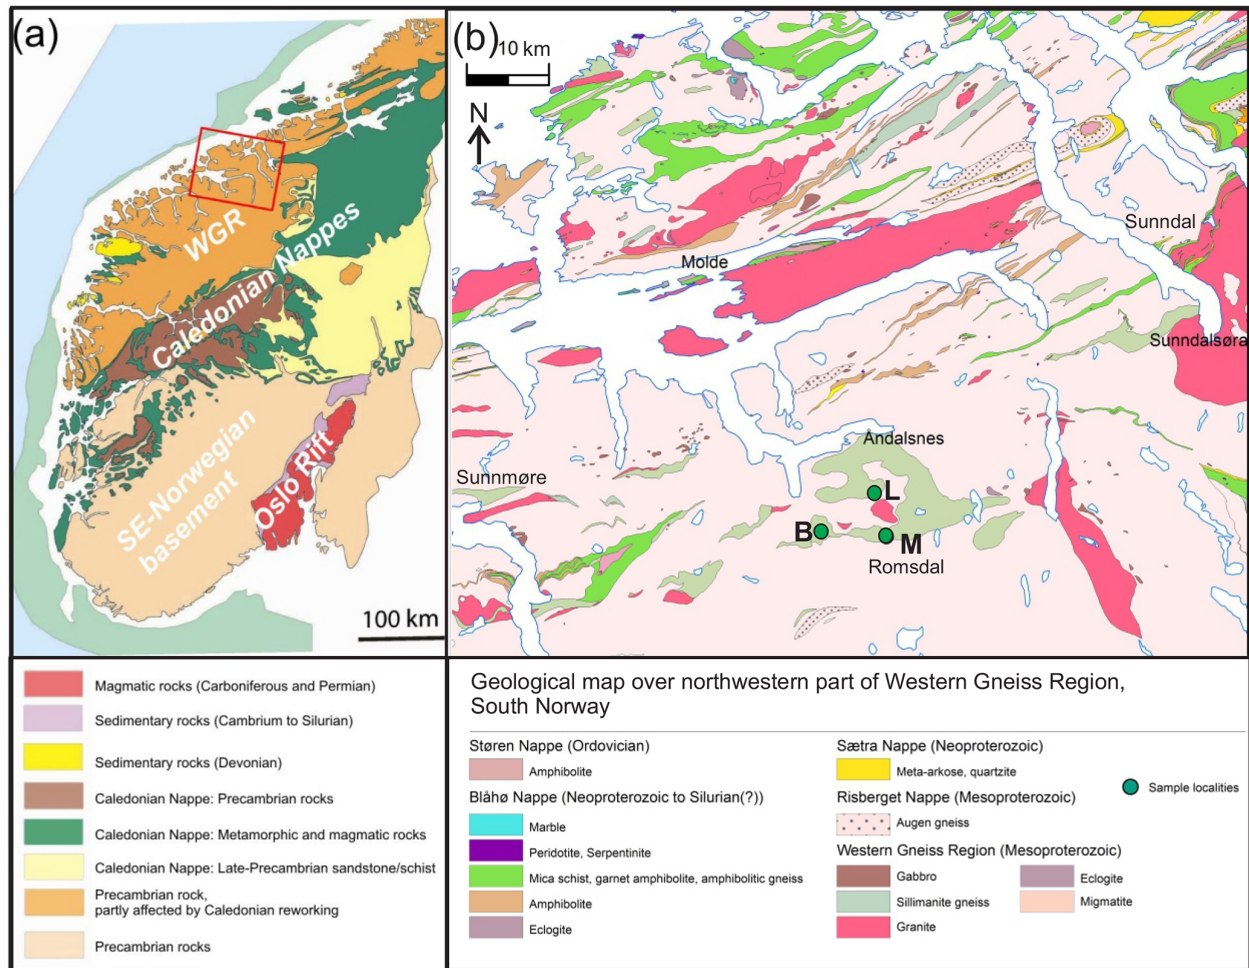 (a)
WGR
Caledonian Nappes
SE-Norwegian
basement
Oslo Rift
100 km
(b)
10 km
N
Molde
Sunndal
Sunndalsøra
Åndalsnes
Sunnmøre
L
B
M
Romsdal
Magmatic rocks (Carboniferous and Permian)
Sedimentary rocks (Cambrium to Silurian)
Sedimentary rocks (Devonian)
Caledonian Nappe: Precambrian rocks
Caledonian Nappe: Metamorphic and magmatic rocks
Caledonian Nappe: Late-Precambrian sandstone/schist
Precambrian rock,
partly affected by Caledonian reworking
Precambrian rocks
Geological map over northwestern part of Western Gneiss Region,
South Norway
Støren Nappe (Ordovician)
Amphibolite
Blåhø Nappe (Neoproterozoic to Silurian(?))
Marble
Peridotite, Serpentinite
Mica schist, garnet amphibolite, amphibolitic gneiss
Amphibolite
Eclogite
Sætra Nappe (Neoproterozoic)
Meta-arkose, quartzite
Risberget Nappe (Mesoproterozoic)
Augen gneiss
Western Gneiss Region (Mesoproterozoic)
Gabbro
Sillimanite gneiss
Granite
Eclogite
Migmatite
Sample localities